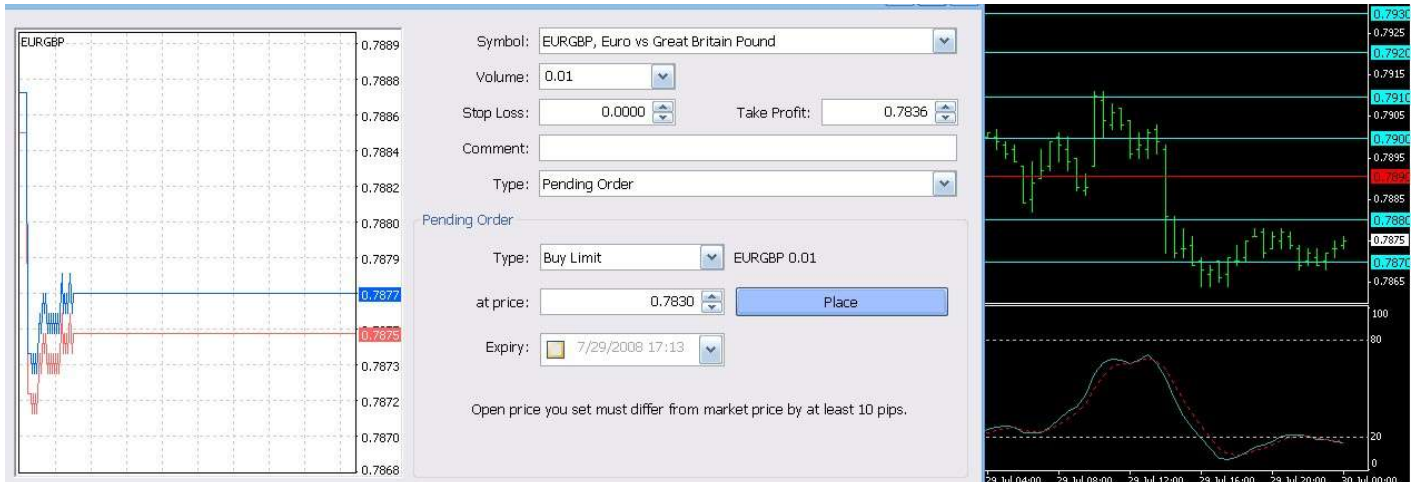 EURGBP
0.7889
0.7888
0.7886
0.7884
0.7882
0.7880
0.7879
0.7877
0.7875
0.7873
0.7872
0.7870
0.7868
Symbol: EURGBP, Euro vs Great Britain Pound
Volume: 0.01
Stop Loss: 0.0000 Take Profit: 0.7836
Comment:
Type: Pending Order
Pending Order
Type: Buy Limit EURGBP 0.01
at price: 0.7830 Place
Expiry: 7/29/2008 17:13
Open price you set must differ from market price by at least 10 pips.
0.7930
0.7925
0.7920
0.7915
0.7910
0.7905
0.7900
0.7895
0.7890
0.7885
0.7880
0.7875
0.7870
0.7865
100
80
20
0
29 Jul 04:00 29 Jul 08:00 29 Jul 12:00 29 Jul 16:00 29 Jul 20:00 30 Jul 00:00